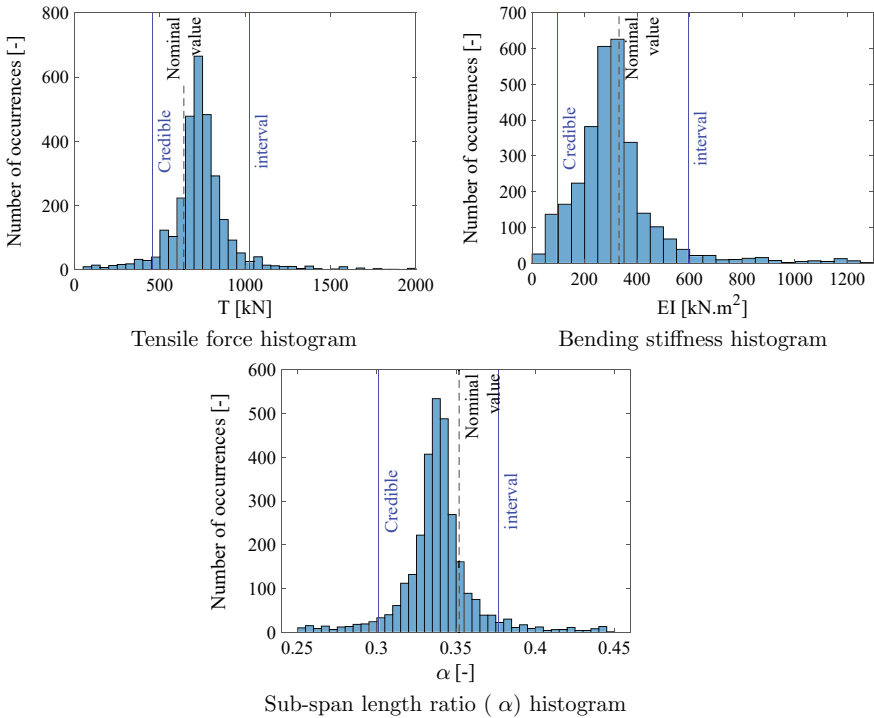 Number of occurrences [-]
800
600
400
200
0
Nominal
value
Credible
interval
0
500
1000
1500
2000
T [kN]
Tensile force histogram
Number of occurrences [-]
700
600
500
400
300
200
100
0
Nominal
value
Credible
interval
0
200
400
600
800
1000
1200
EI [kN.m²]
Bending stiffness histogram
Number of occurrences [-]
600
500
400
300
200
100
0
Nominal
value
Credible
interval
0.25
0.3
0.35
0.4
0.45
α [-]
Sub-span length ratio ( α) histogram